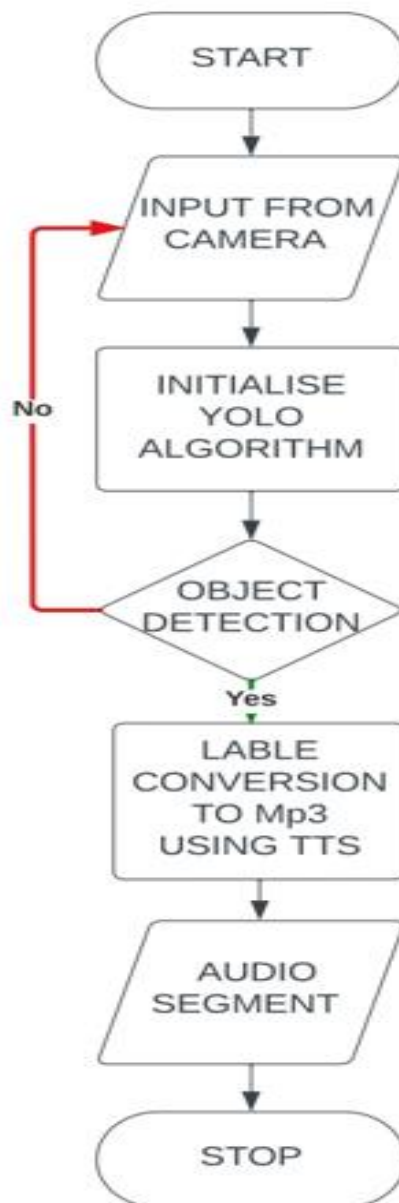 START
INPUT FROM
CAMERA
INITIALISE
YOLO
ALGORITHM
No
OBJECT
DETECTION
Yes
LABLE
CONVERSION
TO Mp3
USING TTS
AUDIO
SEGMENT
STOP